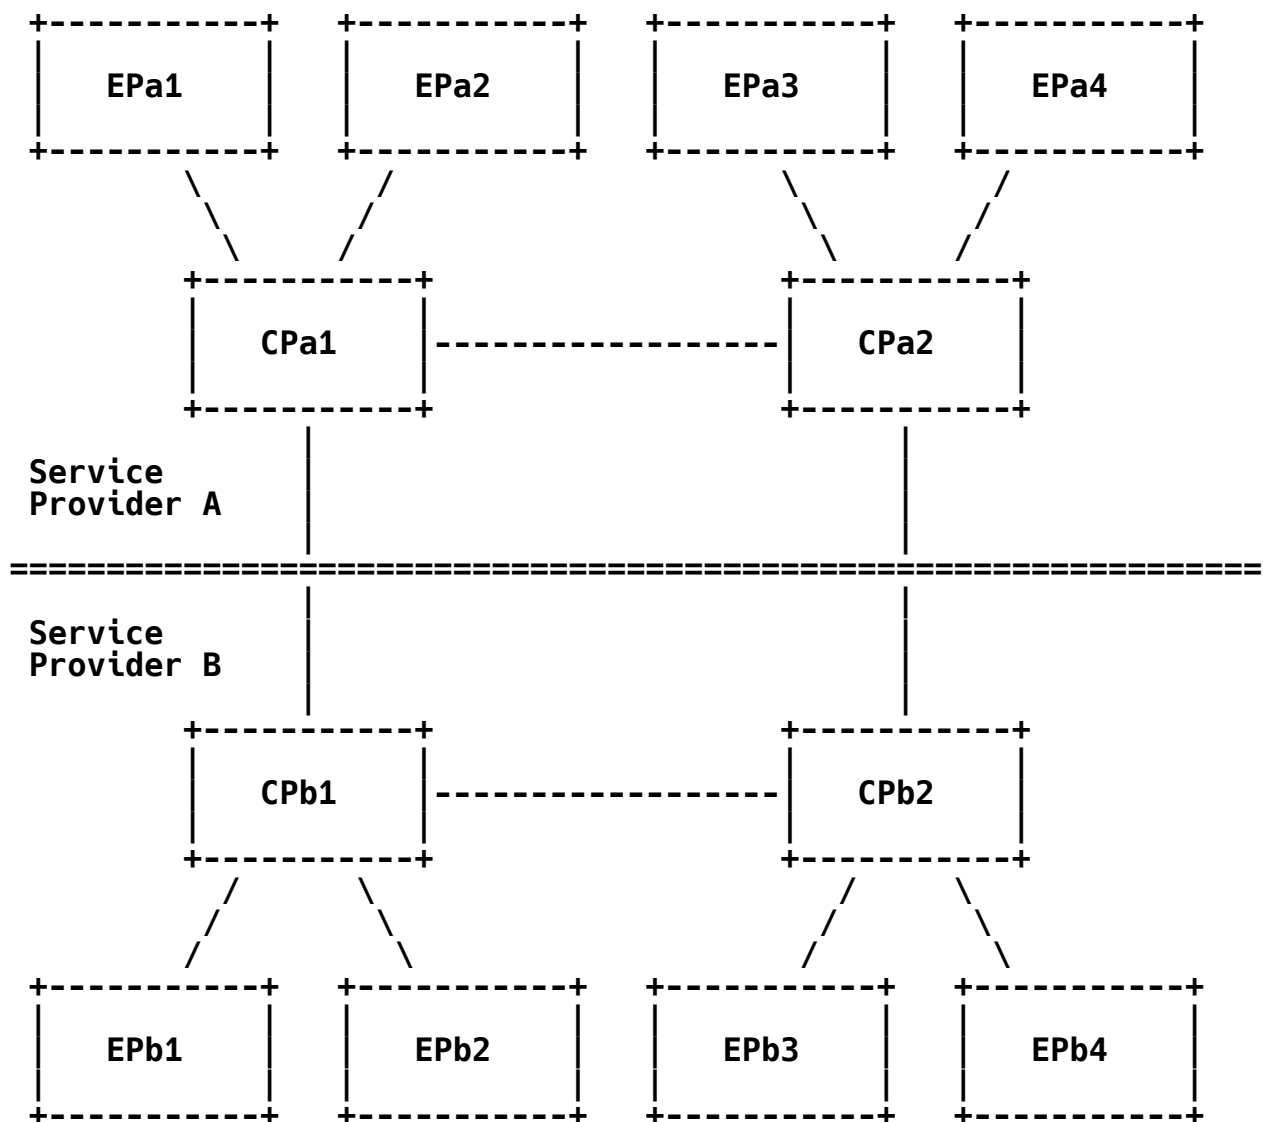 EPa1 EPa2 EPa3 EPa4
CPa1 CPa2
Service
Provider A
Service
Provider B
CPb1 CPb2
EPb1 EPb2 EPb3 EPb4